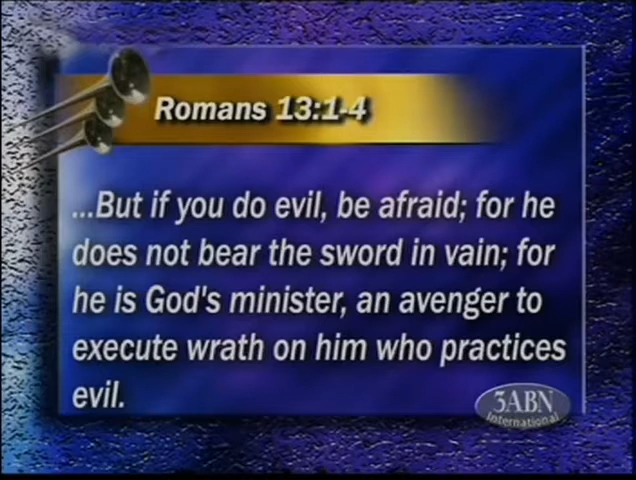 Romans 13:1-4
...But if you do evil, be afraid; for he
does not bear the sword in vain; for
he is God's minister, an avenger to
execute wrath on him who practices
evil.
3ABN
International